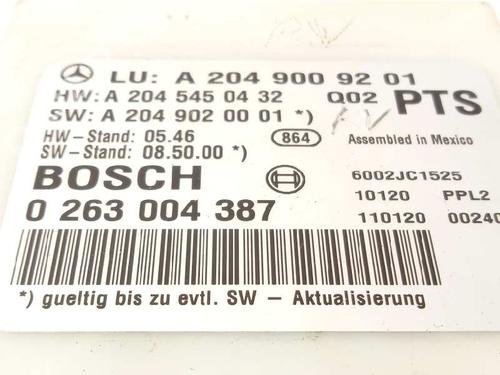 LU: A 204 900 92 01
HW: A 204 545 04 32 Q02 PTS
SW: A 204 902 00 01 *)
HW-Stand: 05.46 864 Assembled in Mexico
SW-Stand: 08.50.00 *)
BOSCH 6002JC1525
10120 PPL2
0 263 004 387 110120 00240
*) gueltig bis zu evtl. SW - Aktualisierung